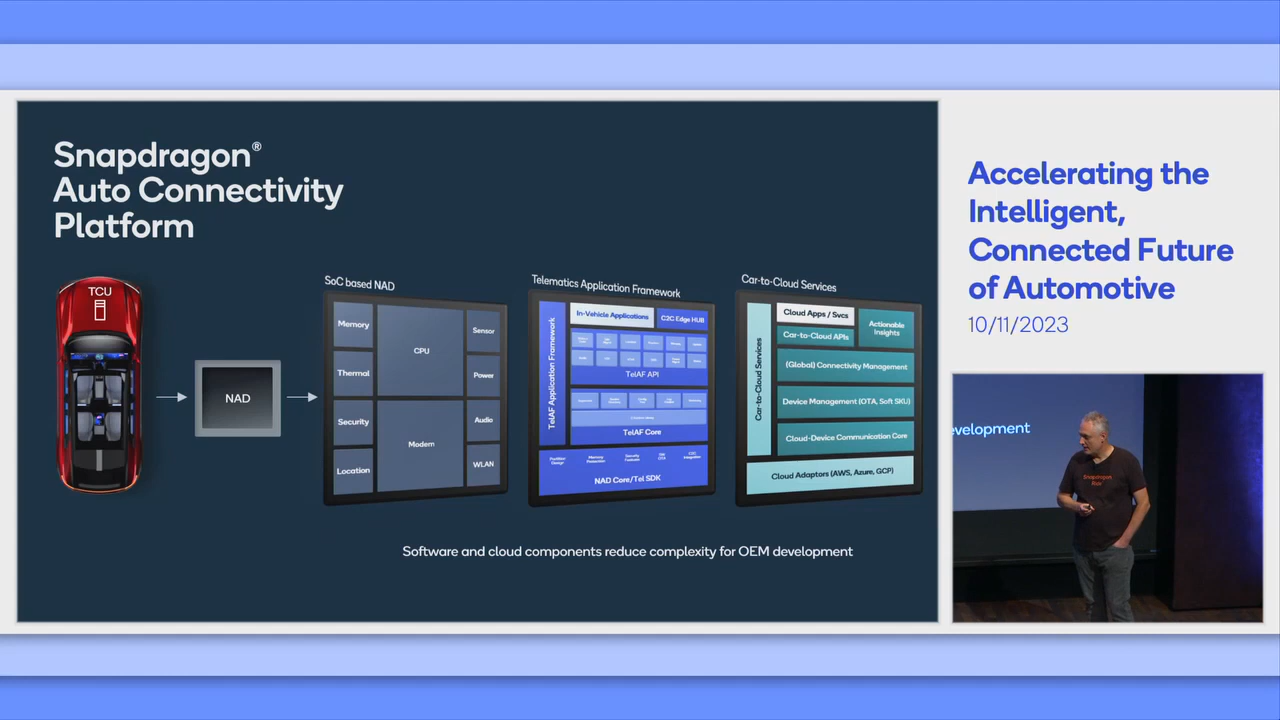 Snapdragon®
Auto Connectivity
Platform
TCU
NAD
SoC based NAD
Memory
Thermal
Security
Location
CPU
Modem
Sensor
Power
Audio
WLAN
Telematics Application Framework
TelAF Application Framework
In-Vehicle Applications
C2C Edge HUB
TelAF API
TelAF Core
NAD Core/Tel SDK
Car-to-Cloud Services
Car-to-Cloud Services
Cloud Apps / Svcs
Car-to-Cloud APIs
Actionable
Insights
(Global) Connectivity Management
Device Management (OTA, Soft SKU)
Cloud-Device Communication Core
Cloud Adaptors (AWS, Azure, GCP)
Software and cloud components reduce complexity for OEM development
Accelerating the
Intelligent,
Connected Future
of Automotive
10/11/2023
evelopment
Snapdragon